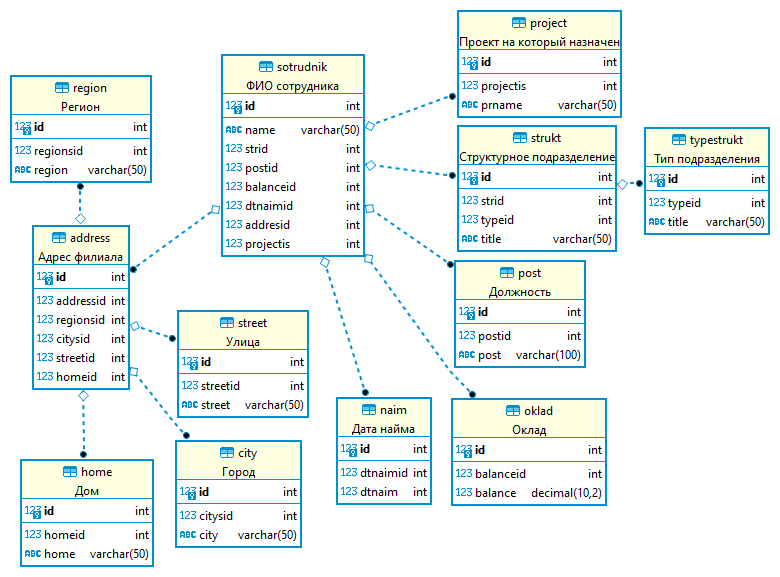 project
Проект на который назначен
123 id int
123 projectis int
ABC prname varchar(50)
sotrudnik
ФИО сотрудника
123 id int
ABC name varchar(50)
123 strid int
123 postid int
123 balanceid int
123 dtnaimid int
123 addresid int
123 projectis int
region
Регион
123 id int
123 regionsid int
ABC region varchar(50)
strukt
Структурное подразделение
123 id int
123 strid int
123 typeid int
ABC title varchar(50)
typestrukt
Тип подразделения
123 id int
123 typeid int
ABC title varchar(50)
address
Адрес филиала
123 id int
123 addressid int
123 regionsid int
123 citysid int
123 streetid int
123 homeid int
post
Должность
123 id int
123 postid int
ABC post varchar(100)
street
Улица
123 id int
123 streetid int
ABC street varchar(50)
naim
Дата найма
123 id int
123 dtnaimid int
123 dtnaim int
oklad
Оклад
123 id int
123 balanceid int
123 balance decimal(10,2)
city
Город
123 id int
123 citysid int
ABC city varchar(50)
home
Дом
123 id int
123 homeid int
ABC home varchar(50)